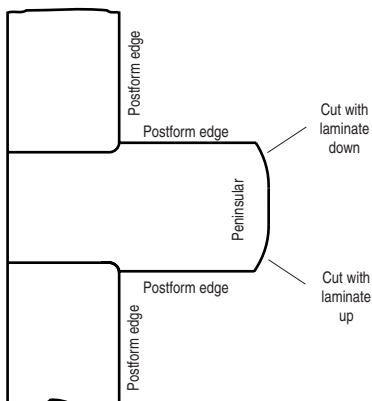 Postform edge
Postform edge
Cut with
laminate
down
Peninsular
Postform edge
Cut with
laminate
up
Postform edge